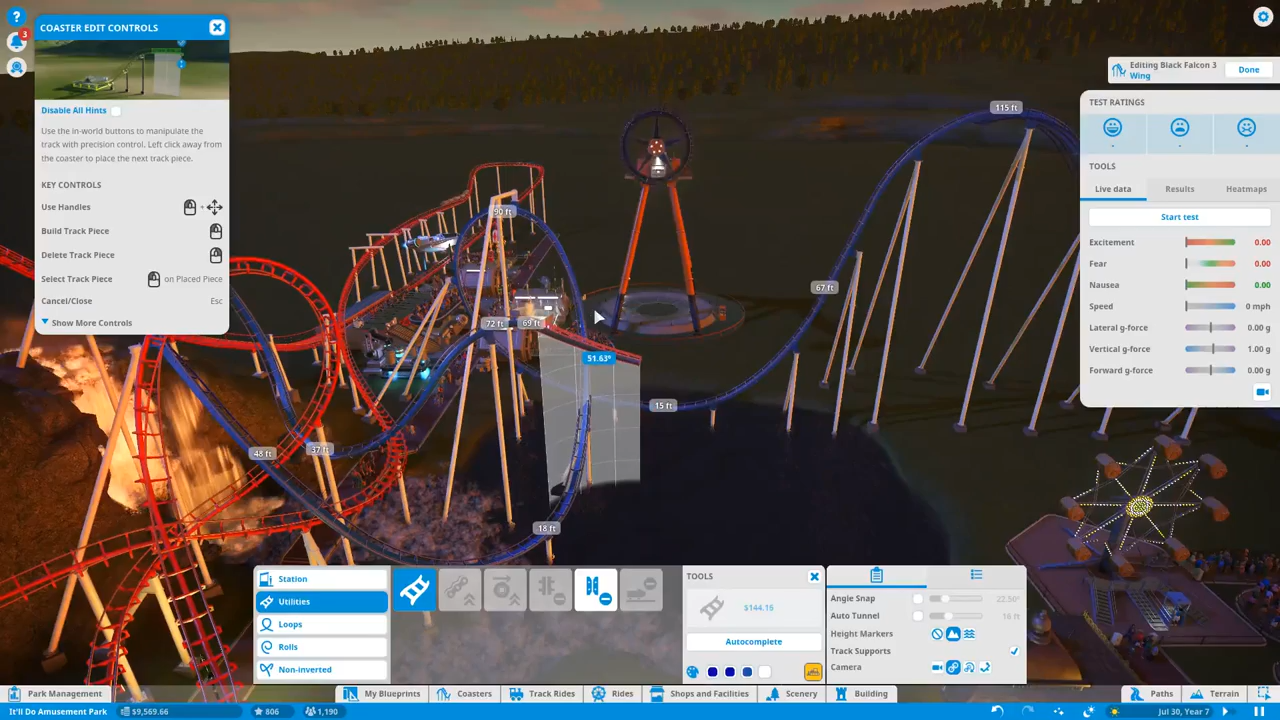 ?
3
COASTER EDIT CONTROLS
Disable All Hints
Use the in-world buttons to manipulate the
track with precision control. Left click away from
the coaster to place the next track piece.
KEY CONTROLS
Use Handles
+
Build Track Piece
Delete Track Piece
Select Track Piece
on Placed Piece
Cancel/Close
Esc
Show More Controls
115 ft
90 ft
67 ft
72 ft
69 ft
51.63°
15 ft
48 ft
37 ft
18 ft
Editing Black Falcon 3
Wing
Done
TEST RATINGS
-
-
-
TOOLS
Live data
Results
Heatmaps
Start test
Excitement
0.00
Fear
0.00
Nausea
0.00
Speed
0 mph
Lateral g-force
0.00 g
Vertical g-force
1.00 g
Forward g-force
0.00 g
Station
Utilities
Loops
Rolls
Non-inverted
TOOLS
$144.15
Autocomplete
Angle Snap
22.50°
Auto Tunnel
16 ft
Height Markers
Track Supports
Camera
Park Management
My Blueprints
Coasters
Track Rides
Rides
Shops and Facilities
Scenery
Building
Paths
Terrain
It'll Do Amusement Park
$9,569.66
806
1,190
Jul 30, Year 7